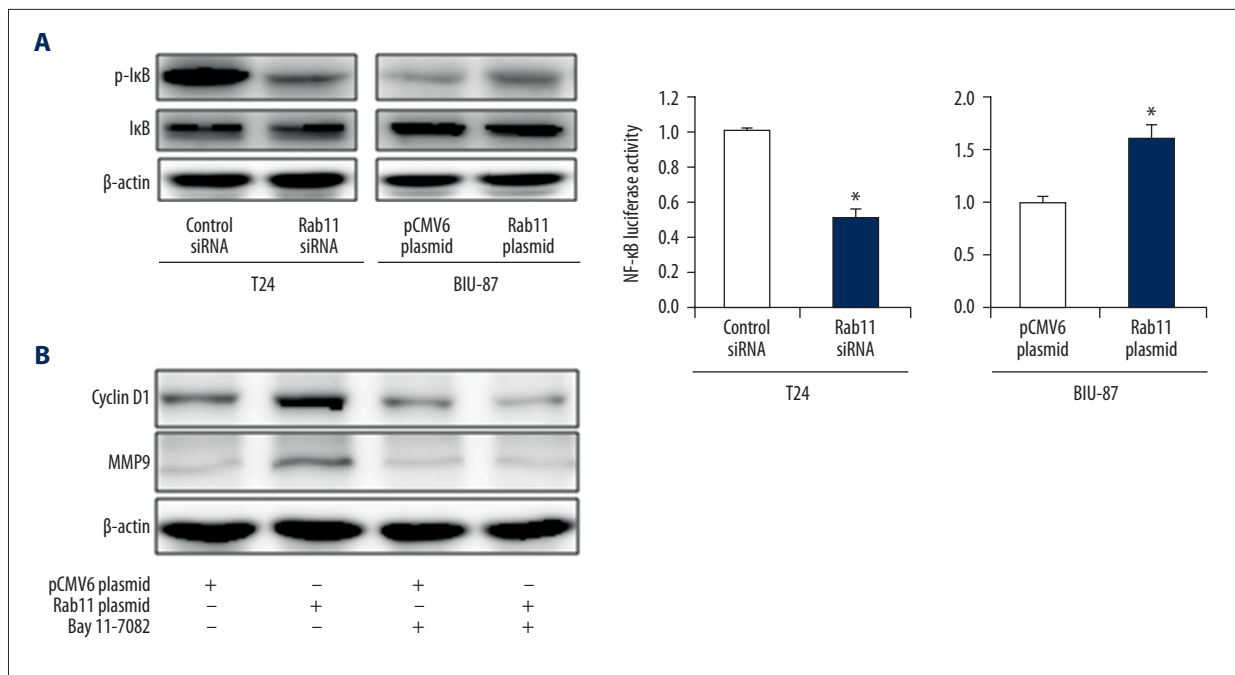 A
p-IκB
IκB
β-actin
Control siRNA
Rab11 siRNA
pCMV6 plasmid
Rab11 plasmid
T24
BIU-87
NF-κB luciferase activity
1.2
1.0
0.8
0.6
0.4
0.2
0.0
*
Control siRNA
Rab11 siRNA
T24
2.0
1.5
1.0
0.5
0.0
*
pCMV6 plasmid
Rab11 plasmid
BIU-87
B
Cyclin D1
MMP9
β-actin
pCMV6 plasmid + – + –
Rab11 plasmid – + – +
Bay 11-7082 – – + +